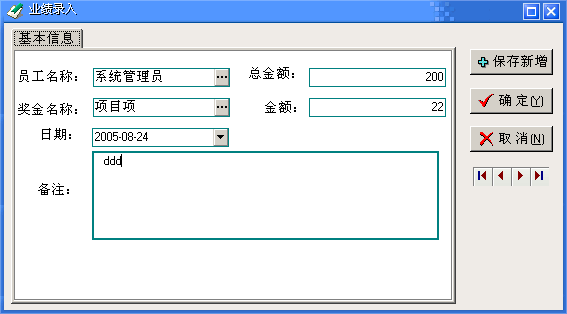 业绩录入
基本信息
员工名称： 系统管理员 总金额： 200
奖金名称： 项目项 金额： 22
日期： 2005-08-24
备注： ddd
保存新增
确 定(Y)
取 消(N)